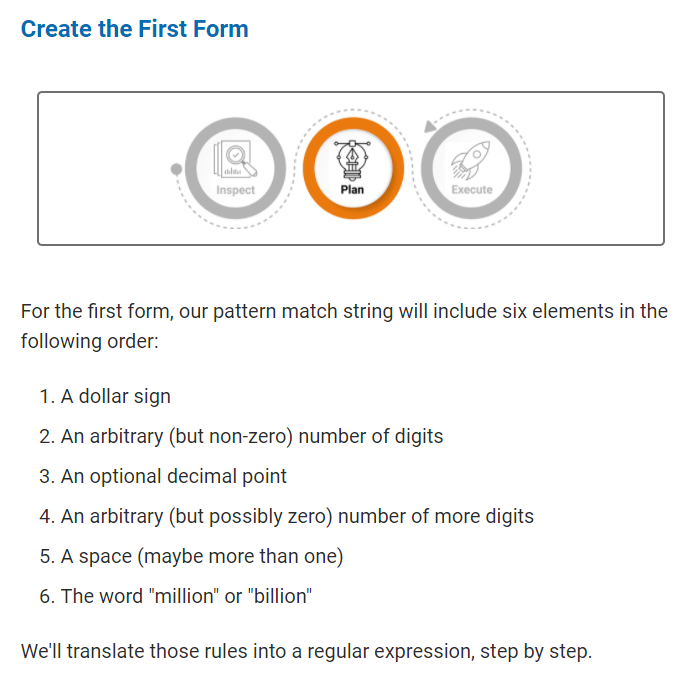 Create the First Form
Inspect
Plan
Execute
For the first form, our pattern match string will include six elements in the
following order:
1. A dollar sign
2. An arbitrary (but non-zero) number of digits
3. An optional decimal point
4. An arbitrary (but possibly zero) number of more digits
5. A space (maybe more than one)
6. The word "million" or "billion"
We'll translate those rules into a regular expression, step by step.